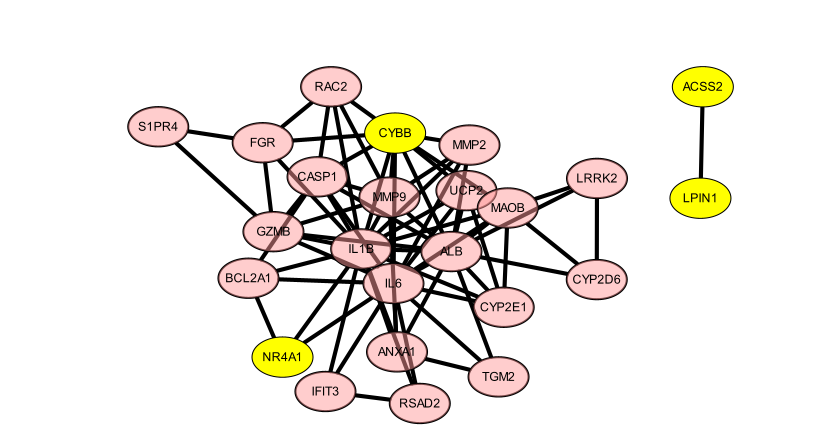 RAC2
ACSS2
S1PR4
CYBB
FGR
MMP2
CASP1
LRRK2
UCP2
MMP9
LPIN1
MAOB
GZMB
IL1B
ALB
BCL2A1
IL6
CYP2D6
CYP2E1
NR4A1
ANXA1
TGM2
IFIT3
RSAD2